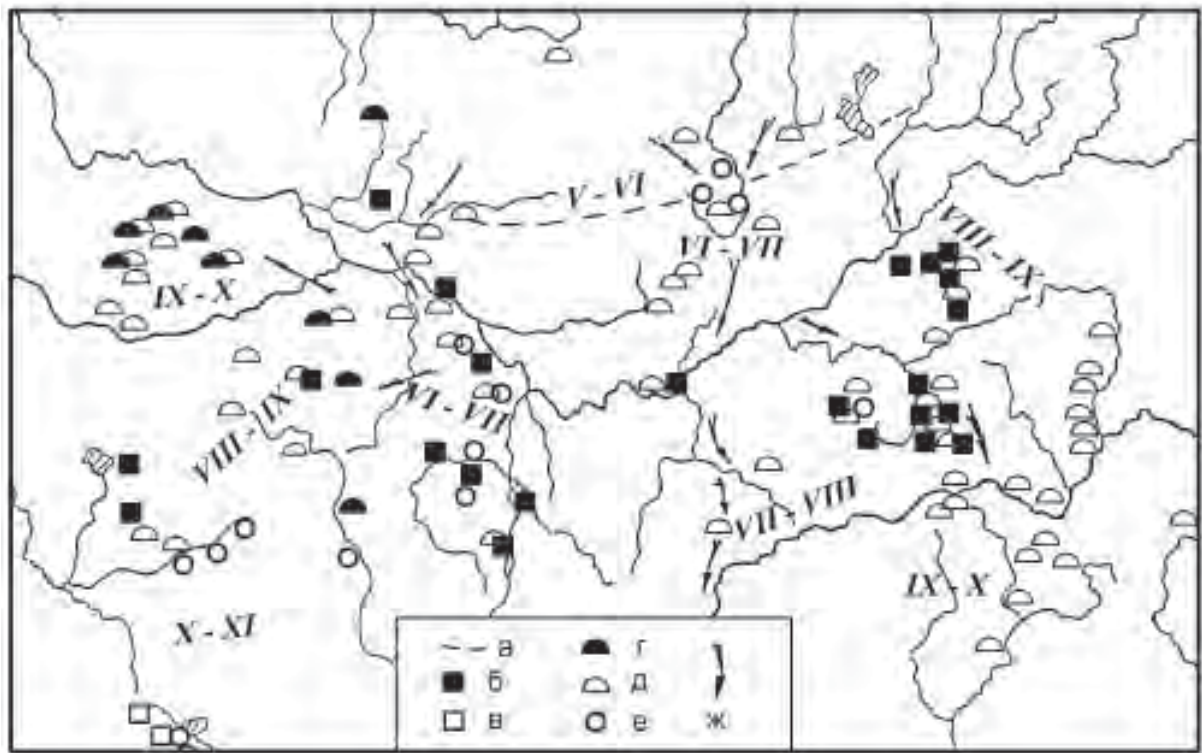 V - VI
VI - VII
VIII - IX
IX - X
VI - VII
VIII - IX
VII - VIII
IX - X
X - XI
а г
б д
в е ж